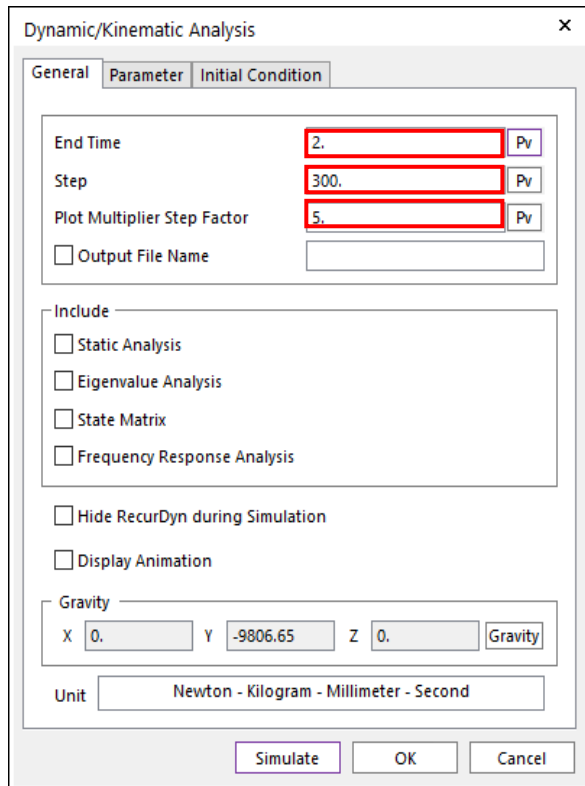 Dynamic/Kinematic Analysis ×
General Parameter Initial Condition
End Time 2. Pv
Step 300. Pv
Plot Multiplier Step Factor 5. Pv
Output File Name
Include
Static Analysis
Eigenvalue Analysis
State Matrix
Frequency Response Analysis
Hide RecurDyn during Simulation
Display Animation
Gravity
X 0. Y -9806.65 Z 0. Gravity
Unit Newton - Kilogram - Millimeter - Second
Simulate OK Cancel